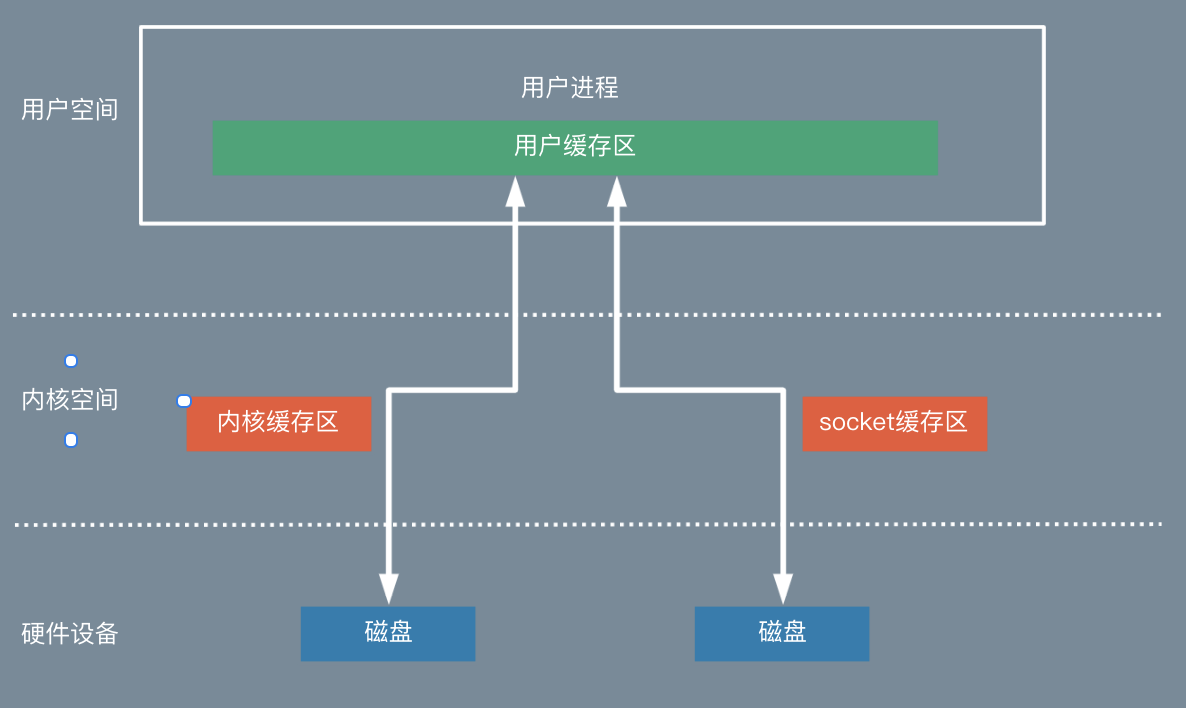 用户进程
用户空间
用户缓存区
内核空间
内核缓存区
socket缓存区
硬件设备
磁盘
磁盘